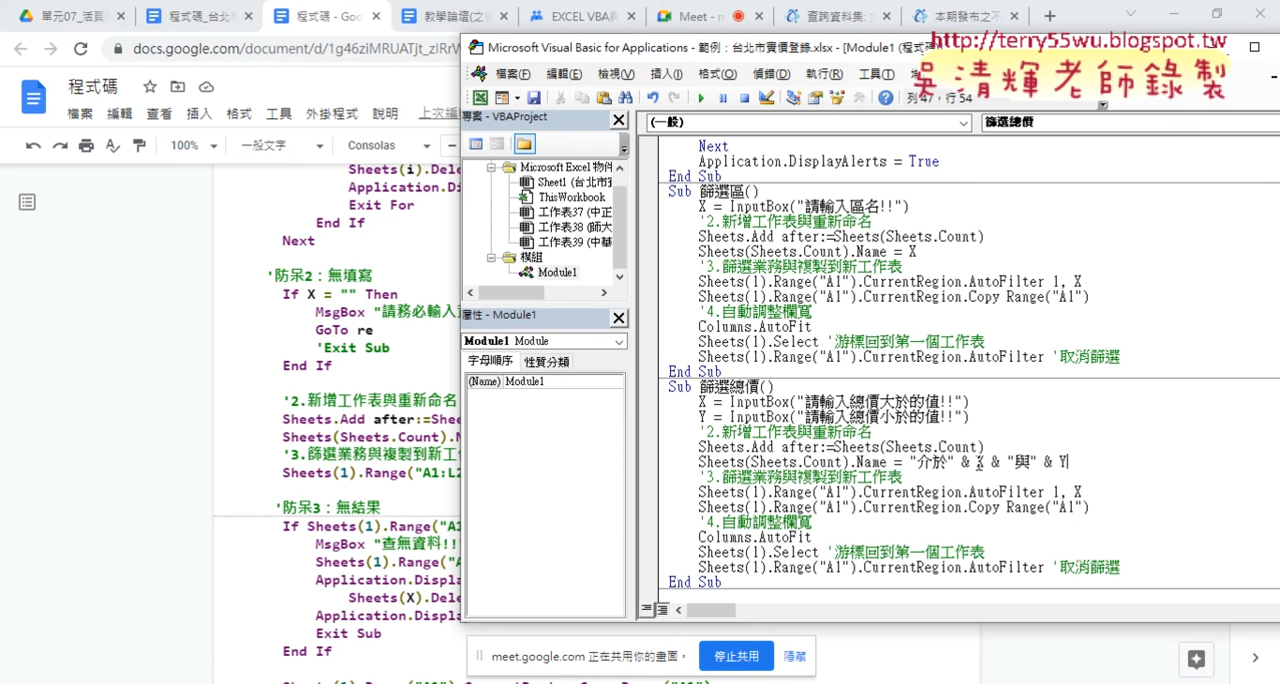 單元07_活頁
程式碼_台北市
程式碼 - Goo
教學論壇(之後
EXCEL VBA與
Meet - m
查詢資料集: 
本期發布之不
docs.google.com/document/d/1g46ziMRUATjt_zIRrW
http://terry55wu.blogspot.tw
吳清輝老師錄製
程式碼
檔案 編輯 查看 插入 格式 工具 外掛程式 說明 上次編
100% 一般文字 Consolas
Sheets(i).Dele
Application.Di
Exit For
End If
Next
'防呆2：無填寫
If X = "" Then
MsgBox "請務必輸入
GoTo re
'Exit Sub
End If
'2.新增工作表與重新命名
Sheets.Add after:=Shee
Sheets(Sheets.Count).N
'3.篩選業務與複製到新工作
Sheets(1).Range("A1:L2
'防呆3：無結果
If Sheets(1).Range("A1
MsgBox "查無資料!!
Sheets(1).Range("A
Application.Displa
Sheets(X).Dele
Application.Displa
Exit Sub
End If
Microsoft Visual Basic for Applications - 範例：台北市實價登錄.xlsx - [Module1 (程式碼
檔案(F) 編輯(E) 檢視(V) 插入(I) 格式(O) 偵錯(D) 執行(R) 工具(T)
列 47，行 54
專案 - VBAProject
Microsoft Excel 物件
Sheet1 (台北市實
ThisWorkbook
工作表37 (中正
工作表38 (師大
工作表39 (中華
模組
Module1
屬性 - Module1
Module1 Module
字母順序 性質分類
(Name) Module1
(一般) 篩選總價
Next
Application.DisplayAlerts = True
End Sub
Sub 篩選區()
X = InputBox("請輸入區名!!")
'2.新增工作表與重新命名
Sheets.Add after:=Sheets(Sheets.Count)
Sheets(Sheets.Count).Name = X
'3.篩選業務與複製到新工作表
Sheets(1).Range("A1").CurrentRegion.AutoFilter 1, X
Sheets(1).Range("A1").CurrentRegion.Copy Range("A1")
'4.自動調整欄寬
Columns.AutoFit
Sheets(1).Select '游標回到第一個工作表
Sheets(1).Range("A1").CurrentRegion.AutoFilter '取消篩選
End Sub
Sub 篩選總價()
X = InputBox("請輸入總價大於的值!!")
Y = InputBox("請輸入總價小於的值!!")
'2.新增工作表與重新命名
Sheets.Add after:=Sheets(Sheets.Count)
Sheets(Sheets.Count).Name = "介於" & X & "與" & Y
'3.篩選業務與複製到新工作表
Sheets(1).Range("A1").CurrentRegion.AutoFilter 1, X
Sheets(1).Range("A1").CurrentRegion.Copy Range("A1")
'4.自動調整欄寬
Columns.AutoFit
Sheets(1).Select '游標回到第一個工作表
Sheets(1).Range("A1").CurrentRegion.AutoFilter '取消篩選
End Sub
meet.google.com 正在共用你的畫面。 停止共用 隱藏